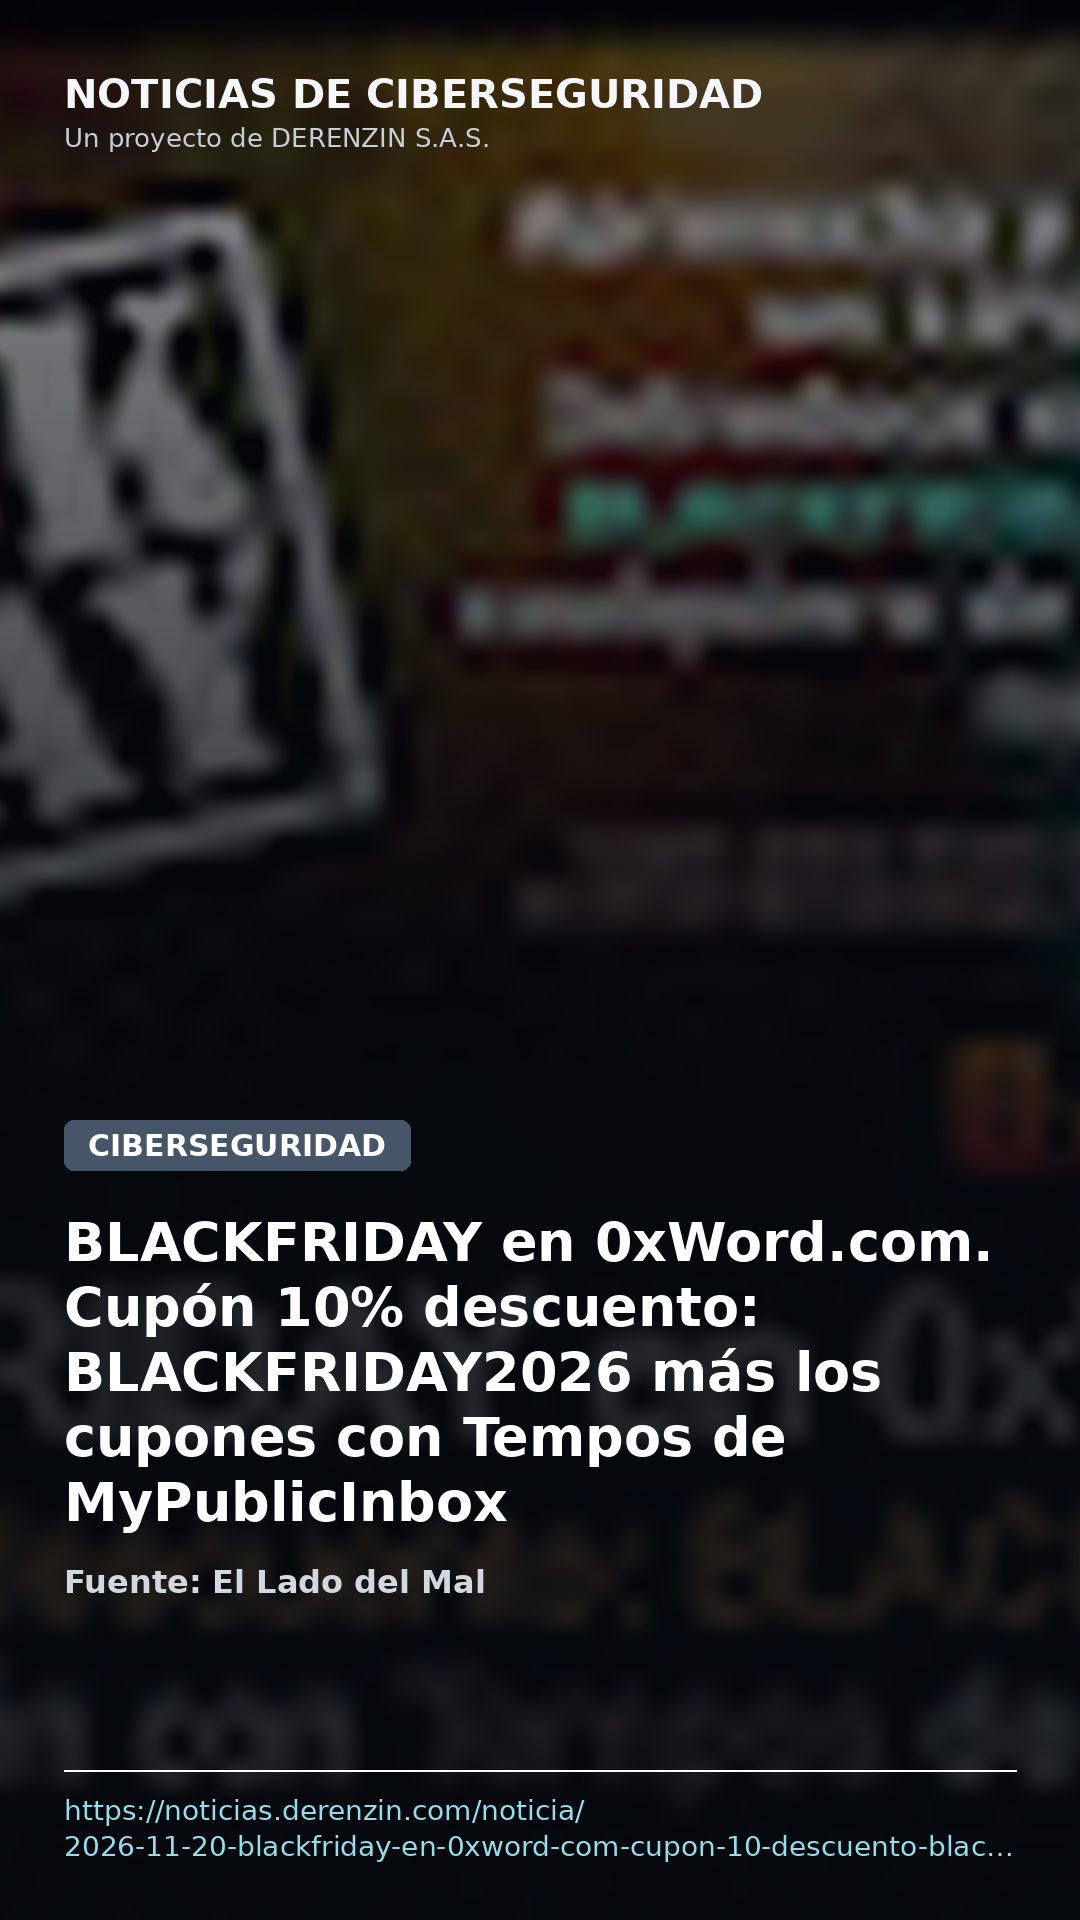 NOTICIAS DE CIBERSEGURIDAD
Un proyecto de DERENZIN S.A.S.
CIBERSEGURIDAD
BLACKFRIDAY en 0xWord.com.
Cupón 10% descuento:
BLACKFRIDAY2026 más los
cupones con Tempos de
MyPublicInbox
Fuente: El Lado del Mal
https://noticias.derenzin.com/noticia/
2026-11-20-blackfriday-en-0xword-com-cupon-10-descuento-blac...